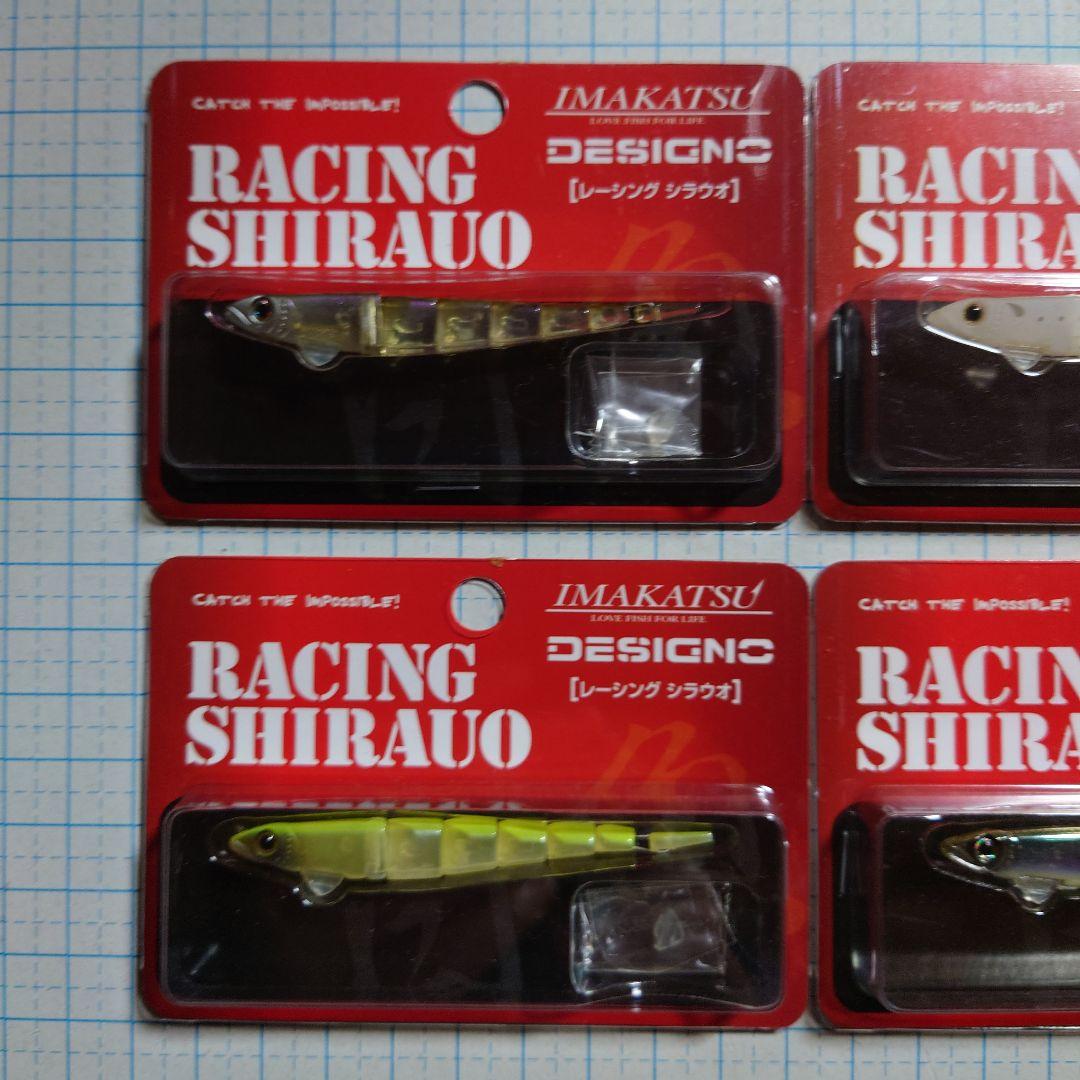 CATCH THE IMPOSSIBLE!
IMAKATSU
LOVE FISH FOR LIFE
DESIGNO
RACING
SHIRAUO
[レーシング シラウオ]
CATCH THE IMPOSSIBLE!
RACIN
SHIRA
CATCH THE IMPOSSIBLE!
IMAKATSU
LOVE FISH FOR LIFE
DESIGNO
RACING
SHIRAUO
[レーシング シラウオ]
CATCH THE IMPOSSIBLE!
RACIN
SHIRA